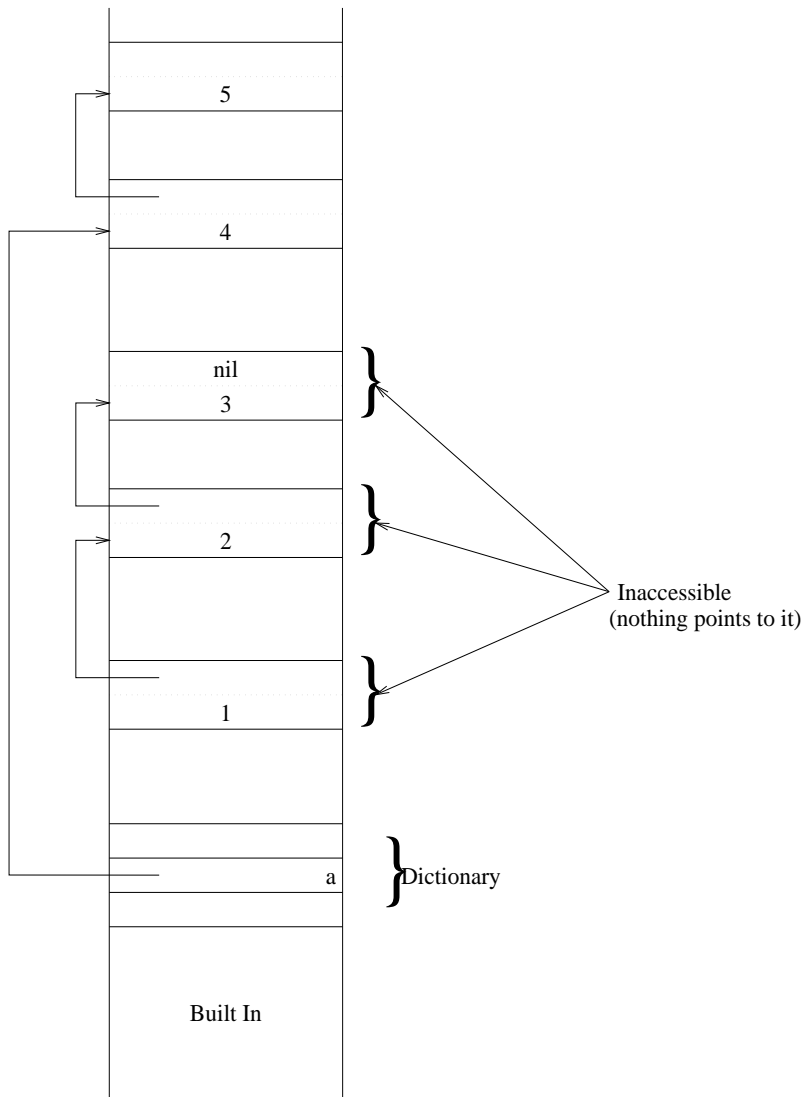 5
4
nil
3
2
Inaccessible
(nothing points to it)
1
a
Dictionary
Built In